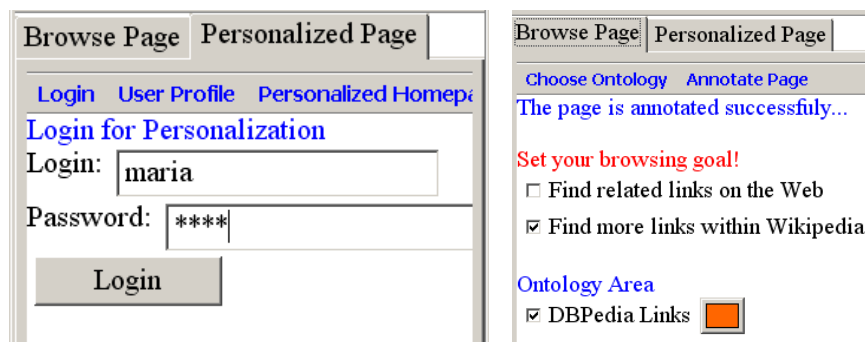 Browse Page Personalized Page
Login User Profile Personalized Homepa
Login for Personalization
Login: maria
Password: ****
Login
Browse Page Personalized Page
Choose Ontology Annotate Page
The page is annotated successfuly...
Set your browsing goal!
Find related links on the Web
Find more links within Wikipedia
Ontology Area
DBPedia Links